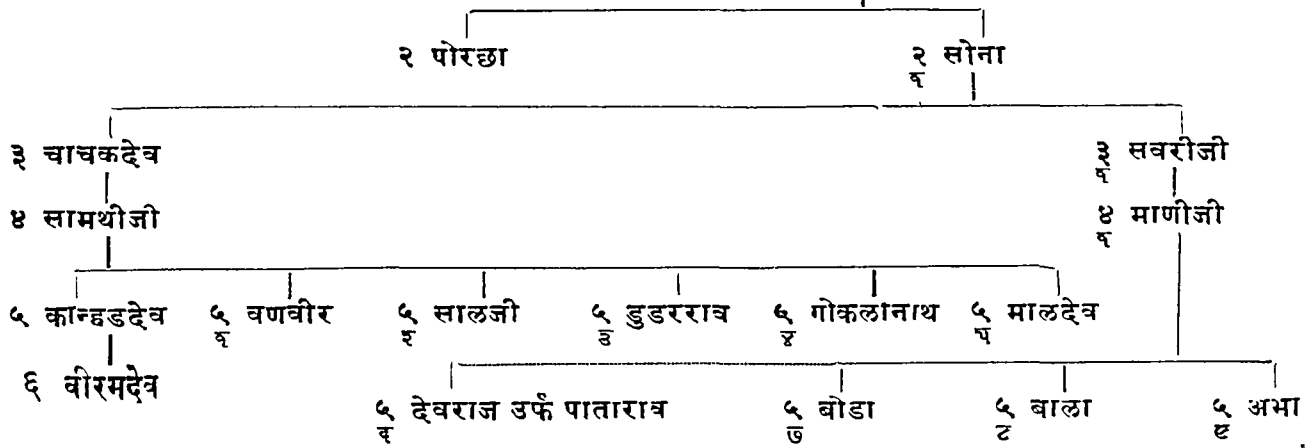 २ पोरछा २/१ सोना
३ चाचकदेव ३/१ सवरीजी
४ सामथीजी ४/१ माणीजी
५ कान्हडदेव ५/१ वणवीर ५/२ सालजी ५/३ डुडरराव ५/४ गोकलीनाथ ५/५ मालदेव
६ वीरमदेव
५/६ देवराज उर्फ पाताराव ५/७ बोडा ५/८ बाला ५/९ अभा